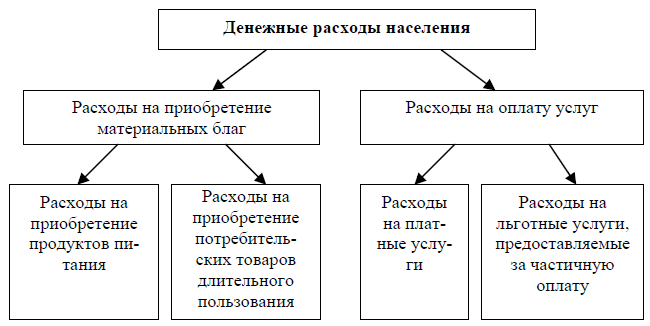 Денежные расходы населения
Расходы на приобретение
материальных благ
Расходы на оплату услуг
Расходы на
приобретение
продуктов пи-
тания
Расходы на
приобретение
потребитель-
ских товаров
длительного
пользования
Расходы
на плат-
ные услу-
ги
Расходы на
льготные услуги,
предоставляемые
за частичную
оплату